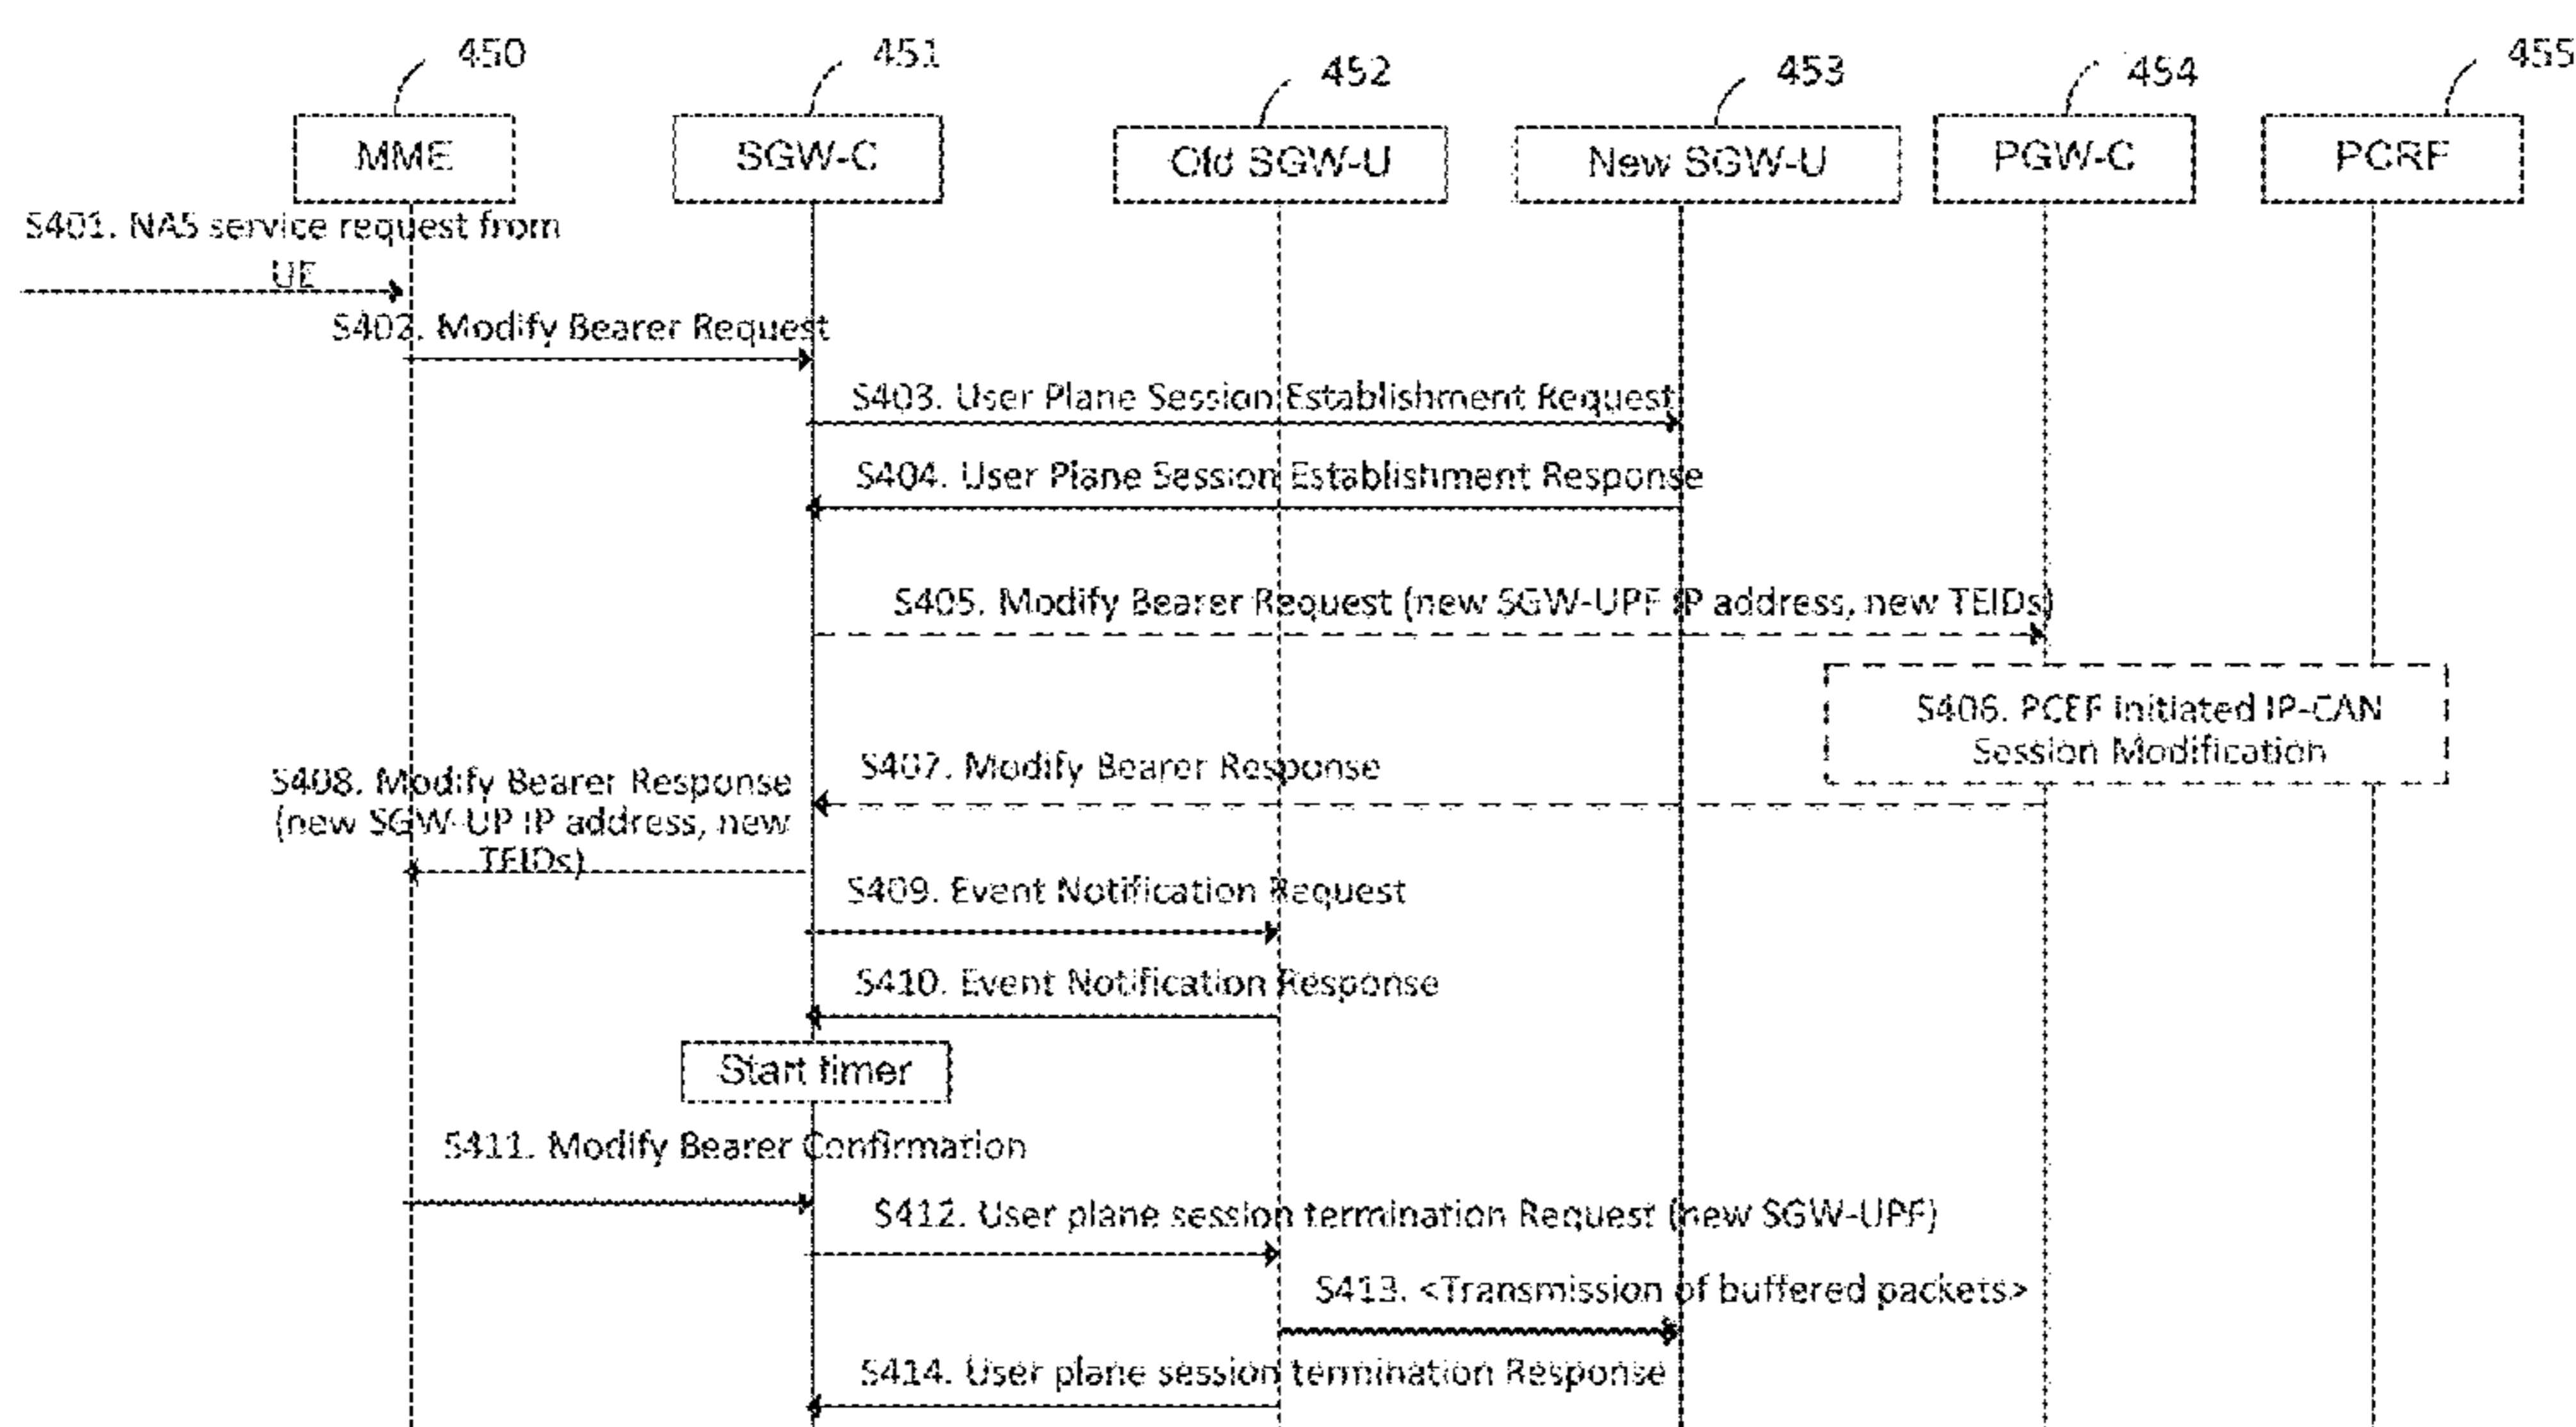 450
451
452
453
454
455
MME
SGW-C
Old SGW-U
New SGW-U
PGW-C
PCRF
S401. NAS service request from
UE
S402. Modify Bearer Request
S403. User Plane Session Establishment Request
S404. User Plane Session Establishment Response
S405. Modify Bearer Request (new SGW-UPF IP address, new TEIDs)
S406. PCEF initiated IP-CAN
Session Modification
S407. Modify Bearer Response
S408. Modify Bearer Response
(new SGW-UP IP address, new
TEIDs)
S409. Event Notification Request
S410. Event Notification Response
Start timer
S411. Modify Bearer Confirmation
S412. User plane session termination Request (new SGW-UPF)
S413. <Transmission of buffered packets>
S414. User plane session termination Response